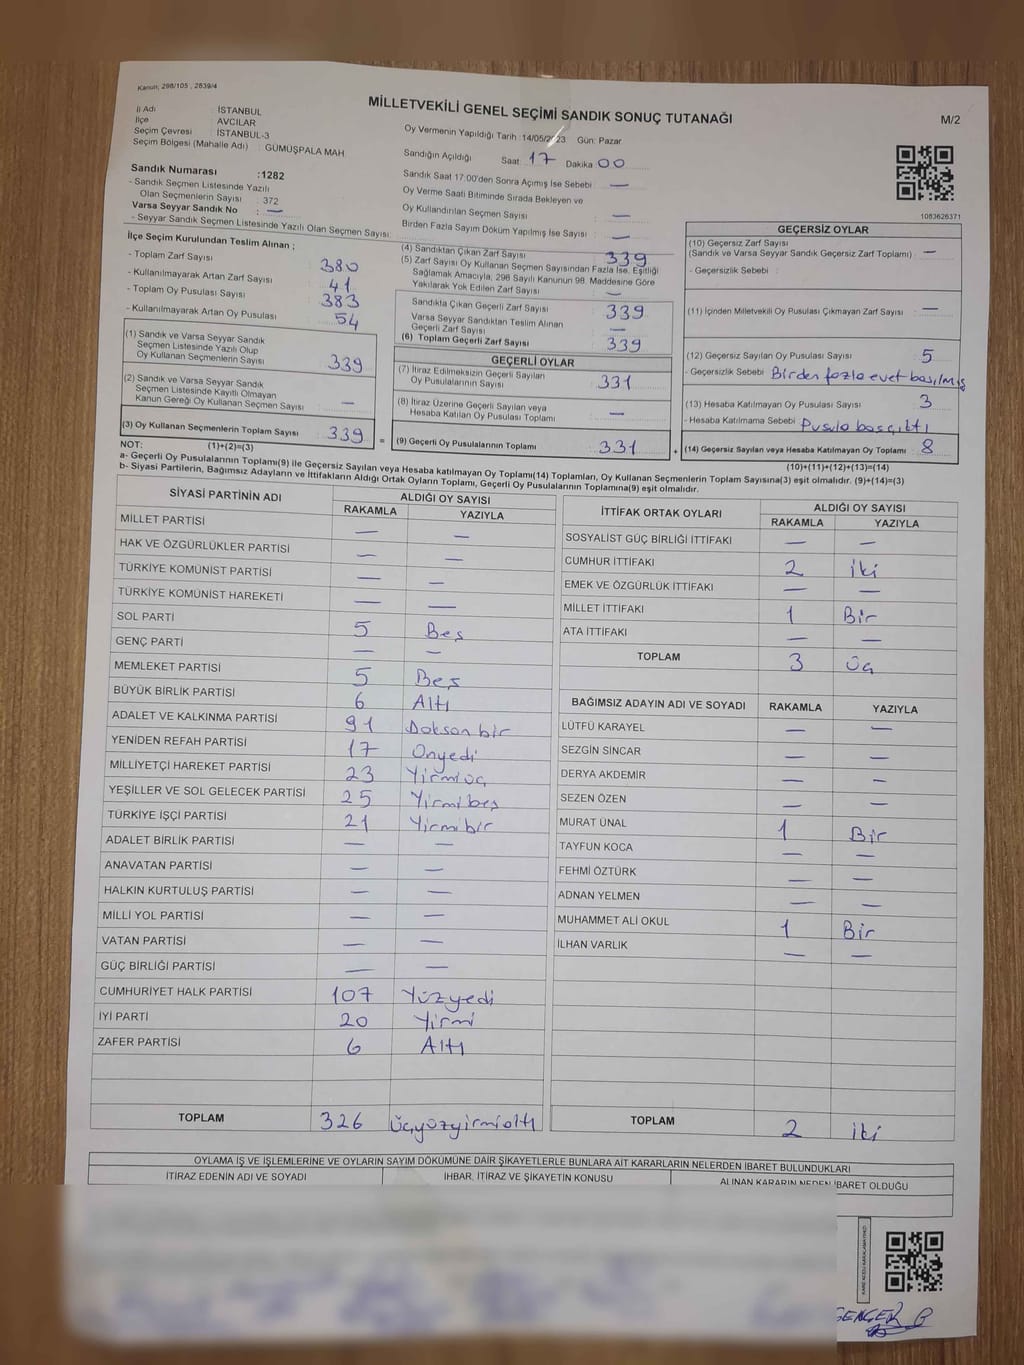 Kanun, 298/105 , 2839/4
MİLLETVEKİLİ GENEL SEÇİMİ SANDIK SONUÇ TUTANAĞI
M/2
İl Adı İSTANBUL
İlçe AVCILAR
Seçim Çevresi : İSTANBUL-3
Seçim Bölgesi (Mahalle Adı) : GÜMÜŞPALA MAH
Sandık Numarası :1282
- Sandık Seçmen Listesinde Yazılı
Olan Seçmenlerin Sayısı : 372
Varsa Seyyar Sandık No : —
- Seyyar Sandık Seçmen Listesinde Yazılı Olan Seçmen Sayısı:
Oy Vermenin Yapıldığı Tarih :14/05/2023 Gün: Pazar
Sandığın Açıldığı Saat 17 Dakika 00
Sandık Saat 17:00'den Sonra Açımış İse Sebebi : —
Oy Verme Saati Bitiminde Sırada Bekleyen ve
Oy Kullandırılan Seçmen Sayısı : —
Birden Fazla Sayım Döküm Yapılmış İse Sayısı : —
1083626371
İlçe Seçim Kurulundan Teslim Alınan ;
- Toplam Zarf Sayısı : 380
- Kullanılmayarak Artan Zarf Sayısı : 41
- Toplam Oy Pusulası Sayısı : 383
- Kullanılmayarak Artan Oy Pusulası : 54
(1) Sandık ve Varsa Seyyar Sandık
Seçmen Listesinde Yazılı Olup
Oy Kullanan Seçmenlerin Sayısı : 339
(2) Sandık ve Varsa Seyyar Sandık
Seçmen Listesinde Kayıtlı Olmayan
Kanun Gereği Oy Kullanan Seçmen Sayısı : —
(3) Oy Kullanan Seçmenlerin Toplam Sayısı : 339
(4) Sandıktan Çıkan Zarf Sayısı : 339
(5) Zarf Sayısı Oy Kullanan Seçmen Sayısından Fazla İse, Eşitliği
Sağlamak Amacıyla, 298 Sayılı Kanunun 98. Maddesine Göre
Yakılarak Yok Edilen Zarf Sayısı : —
Sandıkta Çıkan Geçerli Zarf Sayısı : 339
Varsa Seyyar Sandıktan Teslim Alınan
Geçerli Zarf Sayısı : —
(6) Toplam Geçerli Zarf Sayısı : 339
GEÇERLİ OYLAR
(7) İtiraz Edilmeksizin Geçerli Sayılan
Oy Pusulalarının Sayısı : 331
(8) İtiraz Üzerine Geçerli Sayılan veya
Hesaba Katılan Oy Pusulaları Toplamı : —
= (9) Geçerli Oy Pusulalarının Toplamı : 331
GEÇERSİZ OYLAR
(10) Geçersiz Zarf Sayısı
(Sandık ve Varsa Seyyar Sandık Geçersiz Zarf Toplamı) : —
- Geçersizlik Sebebi :
(11) İçinden Milletvekili Oy Pusulası Çıkmayan Zarf Sayısı : —
(12) Geçersiz Sayılan Oy Pusulası Sayısı : 5
- Geçersizlik Sebebi : Birden fazla evet basılmış
(13) Hesaba Katılmayan Oy Pusulası Sayısı : 3
- Hesaba Katılmama Sebebi :
+ (14) Geçersiz Sayılan veya Hesaba Katılmayan Oy Toplamı : 8
NOT: (1)+(2)=(3)
(10)+(11)+(12)+(13)=(14)
a- Geçerli Oy Pusulalarının Toplamı(9) ile Geçersiz Sayılan veya Hesaba katılmayan Oy Toplamı(14) Toplamları, Oy Kullanan Seçmenlerin Toplam Sayısına(3) eşit olmalıdır. (9)+(14)=(3)
b- Siyasi Partilerin, Bağımsız Adayların ve İttifakların Aldığı Ortak Oyların Toplamı, Geçerli Oy Pusulalarının Toplamına(9) eşit olmalıdır.
SİYASİ PARTİNİN ADI ALDIĞI OY SAYISI
RAKAMLA YAZIYLA
MİLLET PARTİSİ — —
HAK VE ÖZGÜRLÜKLER PARTİSİ — —
TÜRKİYE KOMÜNİST PARTİSİ — —
TÜRKİYE KOMÜNİST HAREKETİ — —
SOL PARTİ 5 Beş
GENÇ PARTİ — —
MEMLEKET PARTİSİ 5 Beş
BÜYÜK BİRLİK PARTİSİ 6 Altı
ADALET VE KALKINMA PARTİSİ 91 Doksan bir
YENİDEN REFAH PARTİSİ 17 Onyedi
MİLLİYETÇİ HAREKET PARTİSİ 23 Yirmi üç
YEŞİLLER VE SOL GELECEK PARTİSİ 25 Yirmi beş
TÜRKİYE İŞÇİ PARTİSİ 21 Yirmi bir
ADALET BİRLİK PARTİSİ — —
ANAVATAN PARTİSİ — —
HALKIN KURTULUŞ PARTİSİ — —
MİLLİ YOL PARTİSİ — —
VATAN PARTİSİ — —
GÜÇ BİRLİĞİ PARTİSİ — —
CUMHURİYET HALK PARTİSİ 107 Yüzyedi
İYİ PARTİ 20 Yirmi
ZAFER PARTİSİ 6 Altı
TOPLAM 326 Üçyüzyirmialtı
İTTİFAK ORTAK OYLARI ALDIĞI OY SAYISI
RAKAMLA YAZIYLA
SOSYALİST GÜÇ BİRLİĞİ İTTİFAKI — —
CUMHUR İTTİFAKI 2 İki
EMEK VE ÖZGÜRLÜK İTTİFAKI — —
MİLLET İTTİFAKI 1 Bir
ATA İTTİFAKI — —
TOPLAM 3 Üç
BAĞIMSIZ ADAYIN ADI VE SOYADI RAKAMLA YAZIYLA
LÜTFÜ KARAYEL — —
SEZGİN SİNCAR — —
DERYA AKDEMİR — —
SEZEN ÖZEN — —
MURAT ÜNAL 1 Bir
TAYFUN KOCA — —
FEHMİ ÖZTÜRK — —
ADNAN YELMEN — —
MUHAMMET ALİ OKUL 1 Bir
İLHAN VARLIK — —
TOPLAM 2 İki
OYLAMA İŞ VE İŞLEMLERİNE VE OYLARIN SAYIM DÖKÜMÜNE DAİR ŞİKAYETLERLE BUNLARA AİT KARARLARIN NELERDEN İBARET BULUNDUKLARI
İTİRAZ EDENİN ADI VE SOYADI İHBAR, İTİRAZ VE ŞİKAYETİN KONUSU ALINAN KARARIN NEDEN İBARET OLDUĞU